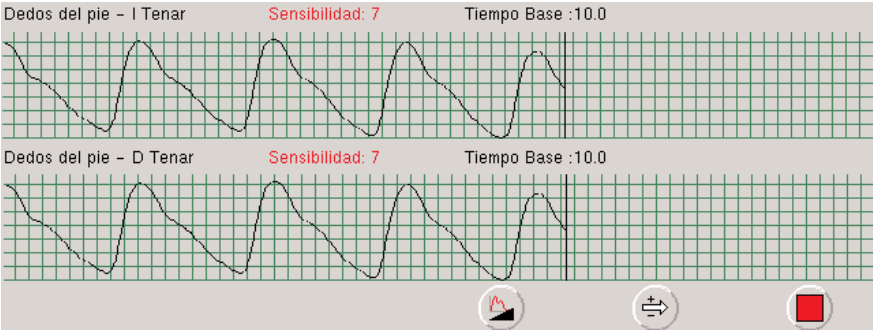 Dedos del pie - I Tenar Sensibilidad: 7 Tiempo Base :10.0
Dedos del pie - D Tenar Sensibilidad: 7 Tiempo Base :10.0